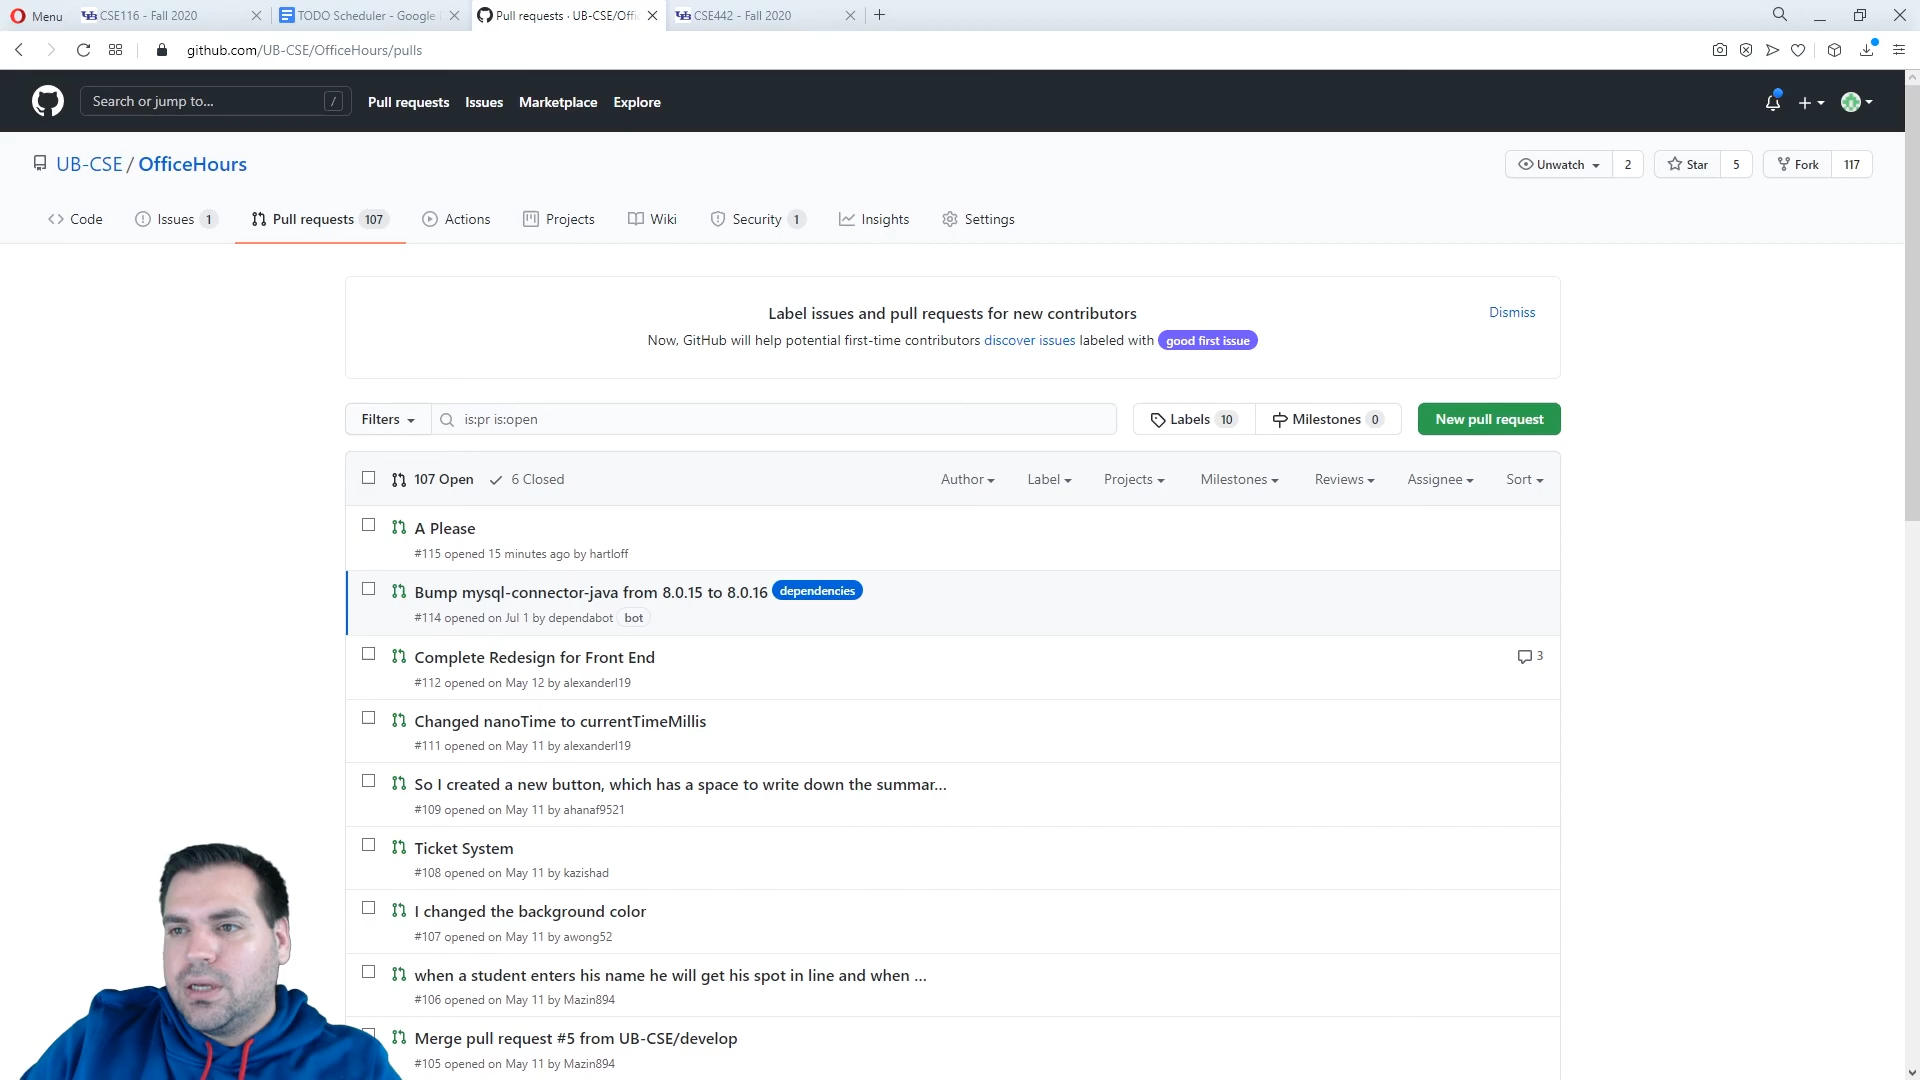 Menu
CSE116 - Fall 2020
TODO Scheduler - Google
Pull requests · UB-CSE/Offic
CSE442 - Fall 2020
github.com/UB-CSE/OfficeHours/pulls
Search or jump to...
/
Pull requests
Issues
Marketplace
Explore
UB-CSE / OfficeHours
Unwatch
2
Star
5
Fork
117
Code
Issues 1
Pull requests 107
Actions
Projects
Wiki
Security 1
Insights
Settings
Label issues and pull requests for new contributors
Dismiss
Now, GitHub will help potential first-time contributors discover issues labeled with good first issue
Filters
is:pr is:open
Labels 10
Milestones 0
New pull request
107 Open
6 Closed
Author
Label
Projects
Milestones
Reviews
Assignee
Sort
A Please
#115 opened 15 minutes ago by hartloff
Bump mysql-connector-java from 8.0.15 to 8.0.16 dependencies
#114 opened on Jul 1 by dependabot bot
Complete Redesign for Front End
3
#112 opened on May 12 by alexanderl19
Changed nanoTime to currentTimeMillis
#111 opened on May 11 by alexanderl19
So I created a new button, which has a space to write down the summar...
#109 opened on May 11 by ahanaf9521
Ticket System
#108 opened on May 11 by kazishad
I changed the background color
#107 opened on May 11 by awong52
when a student enters his name he will get his spot in line and when ...
#106 opened on May 11 by Mazin894
Merge pull request #5 from UB-CSE/develop
#105 opened on May 11 by Mazin894